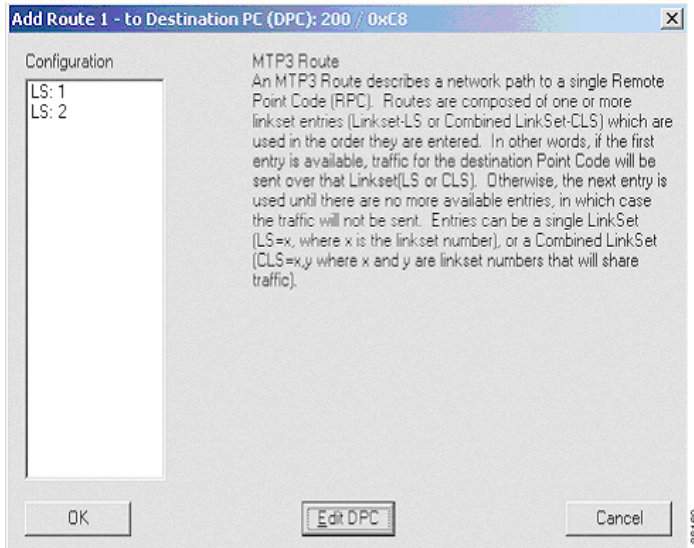 Add Route 1 - to Destination PC (DPC): 200 / 0xC8
Configuration
LS: 1
LS: 2
MTP3 Route
An MTP3 Route describes a network path to a single Remote
Point Code (RPC). Routes are composed of one or more
linkset entries (Linkset-LS or Combined LinkSet-CLS) which are
used in the order they are entered. In other words, if the first
entry is available, traffic for the destination Point Code will be
sent over that Linkset(LS or CLS). Otherwise, the next entry is
used until there are no more available entries, in which case
the traffic will not be sent. Entries can be a single LinkSet
(LS=x, where x is the linkset number), or a Combined LinkSet
(CLS=x,y where x and y are linkset numbers that will share
traffic).
OK
Edit DPC
Cancel